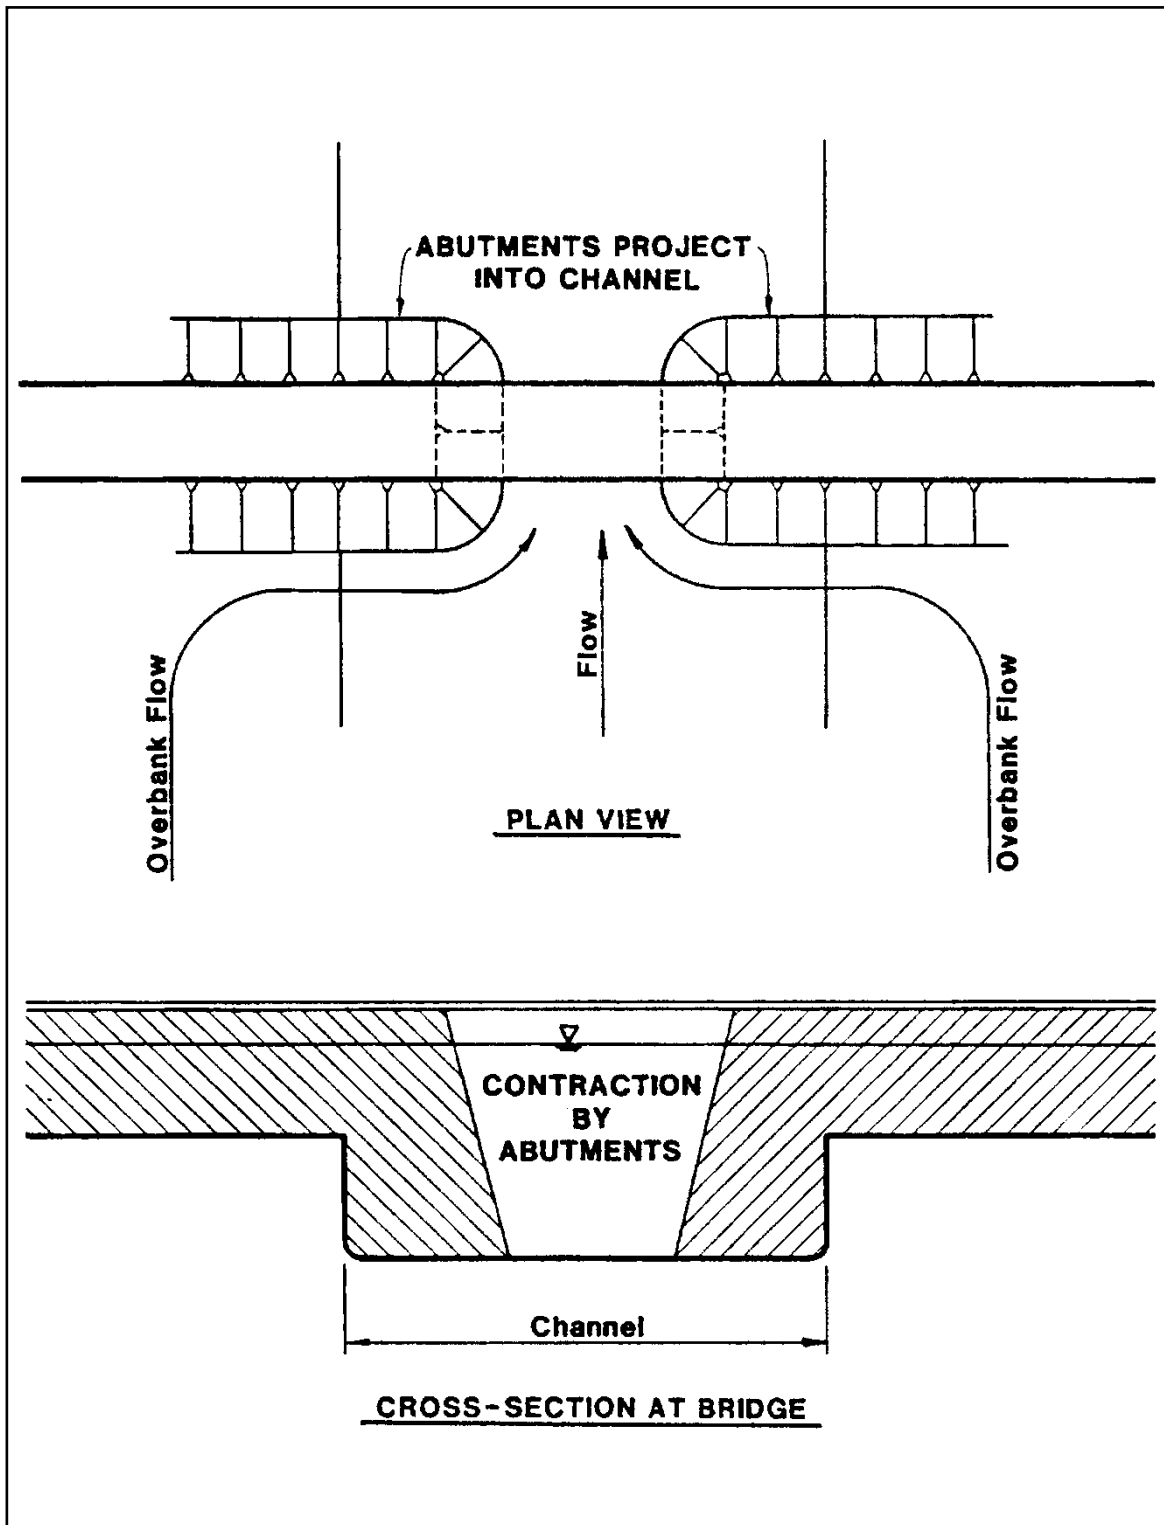 ABUTMENTS PROJECT
INTO CHANNEL
Flow
Overbank Flow
Overbank Flow
PLAN VIEW
CONTRACTION
BY
ABUTMENTS
Channel
CROSS-SECTION AT BRIDGE